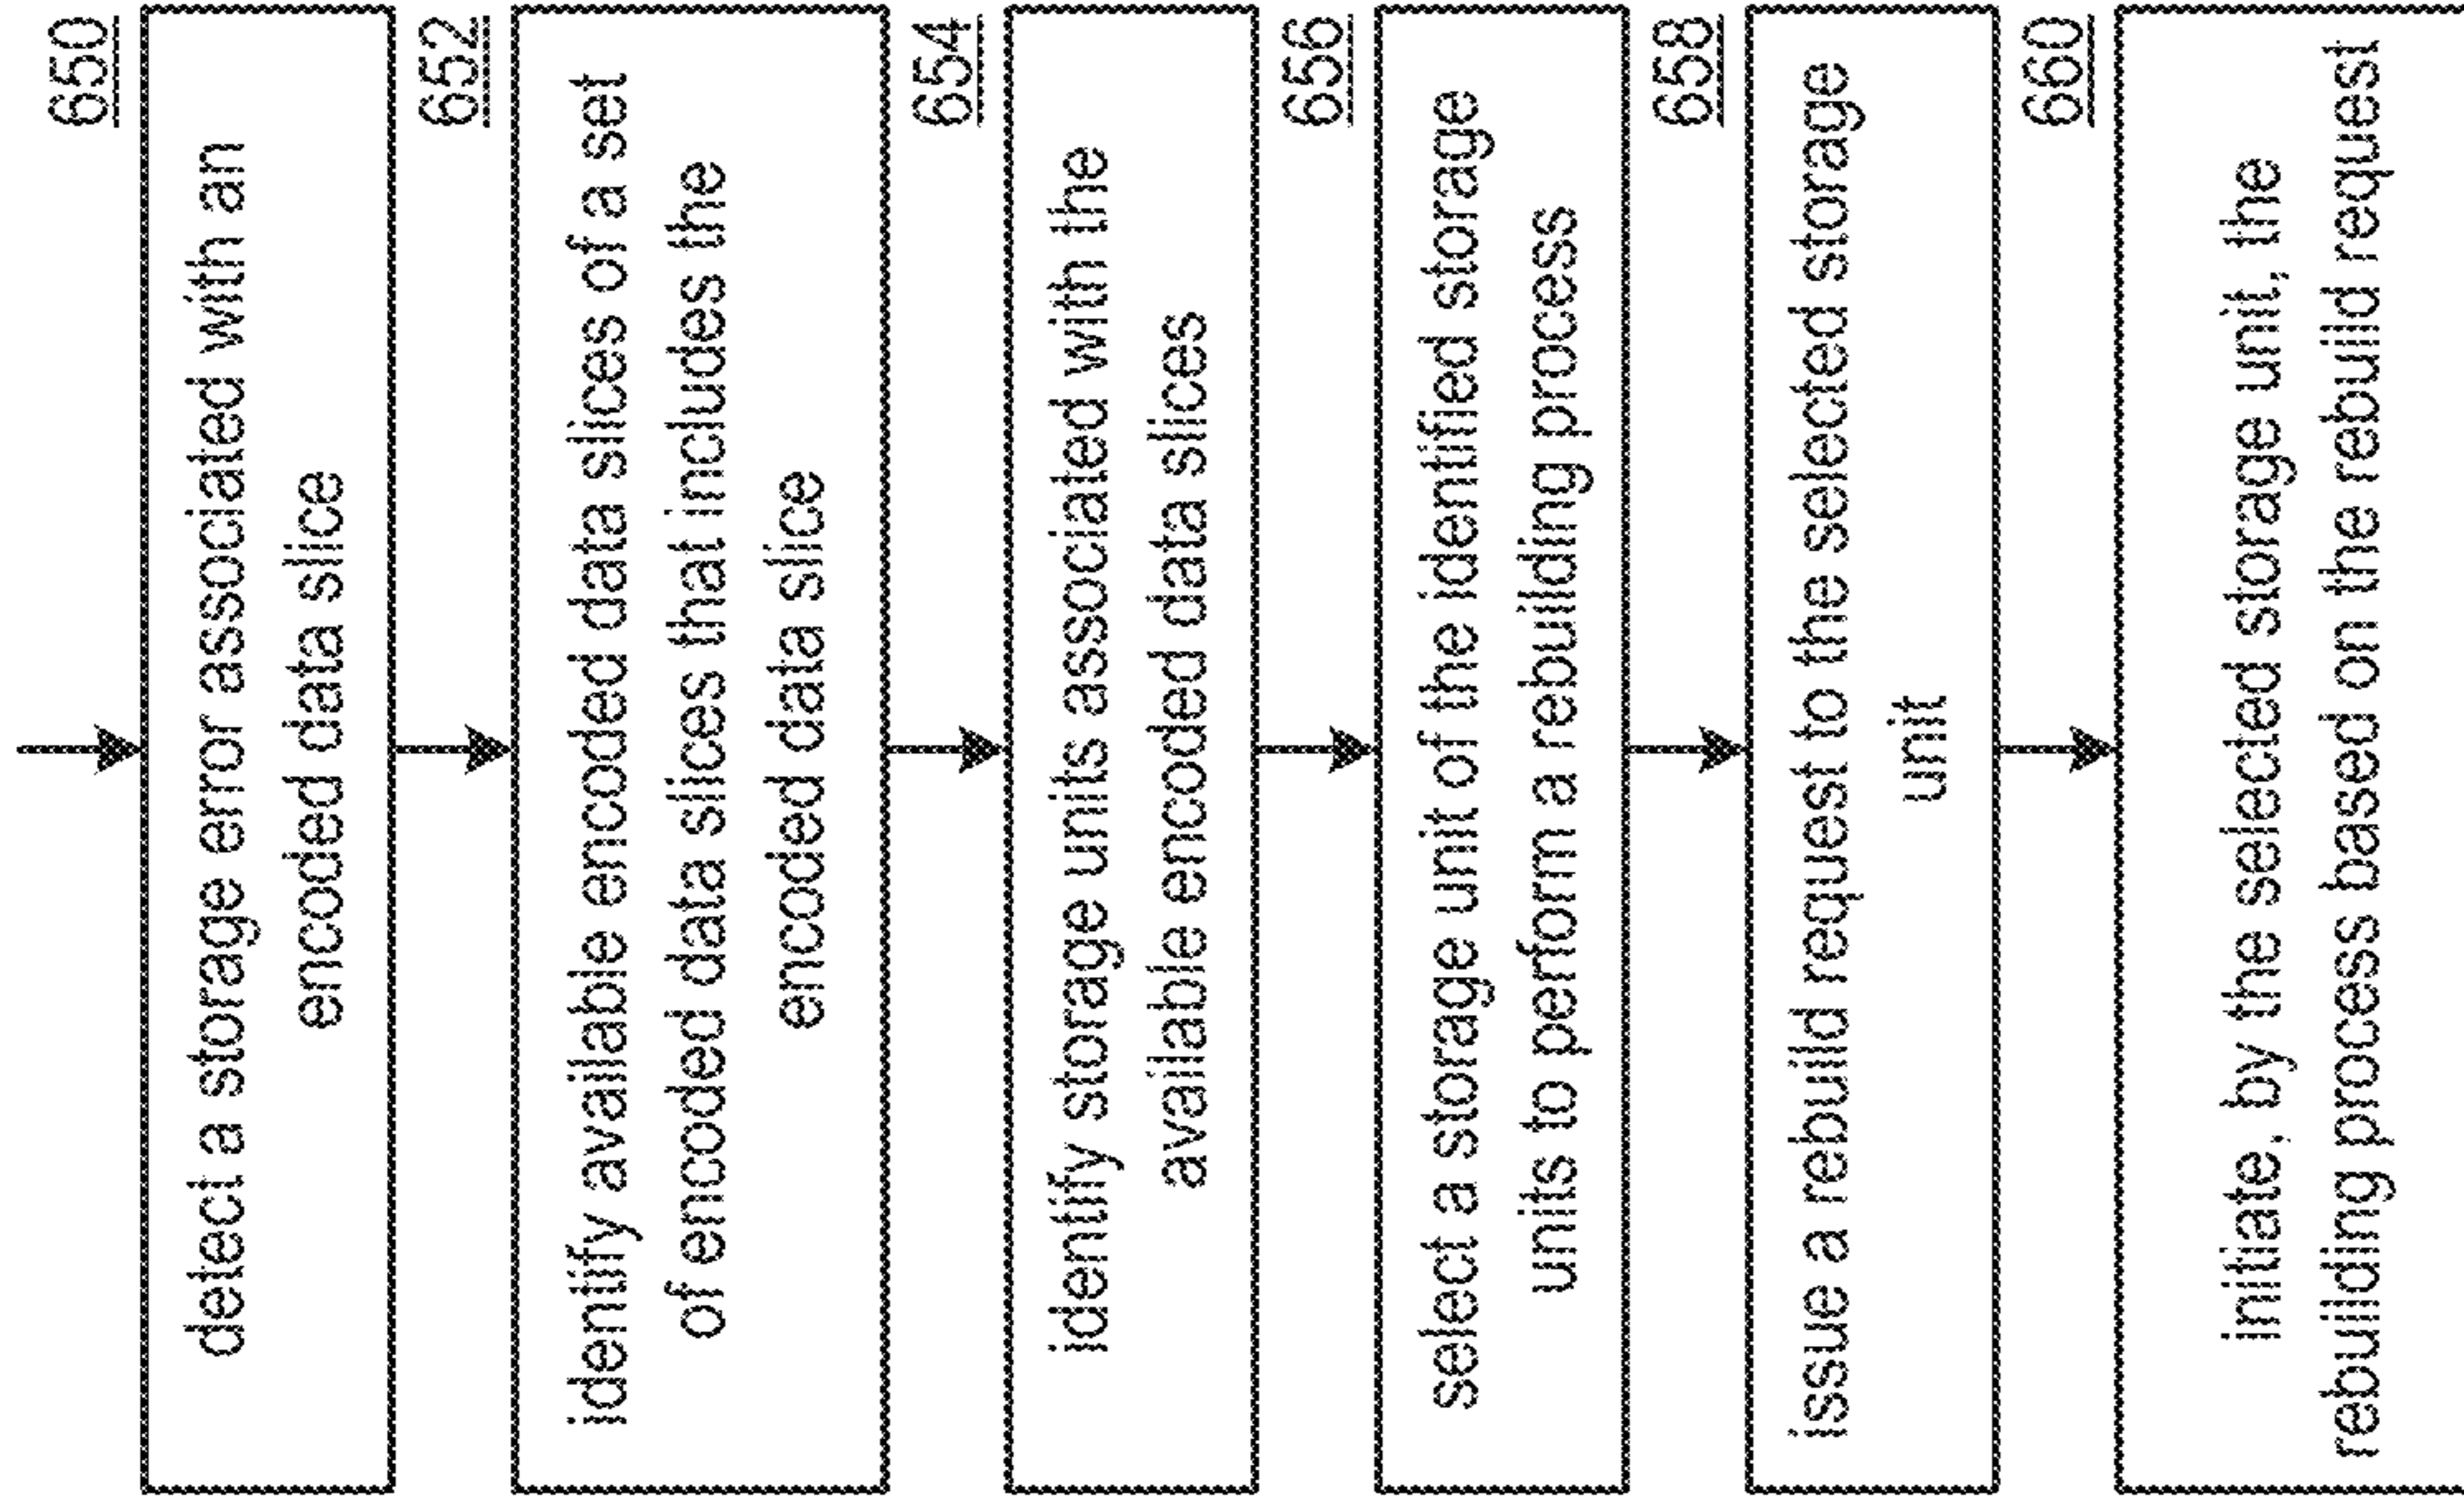 650
detect a storage error associated with an
encoded data slice
652
identify available encoded data slices of a set
of encoded data slices that includes the
encoded data slice
654
identify storage units associated with the
available encoded data slices
656
select a storage unit of the identified storage
units to perform a rebuilding process
658
issue a rebuild request to the selected storage
unit
660
initiate, by the selected storage unit, the
rebuilding process based on the rebuild request